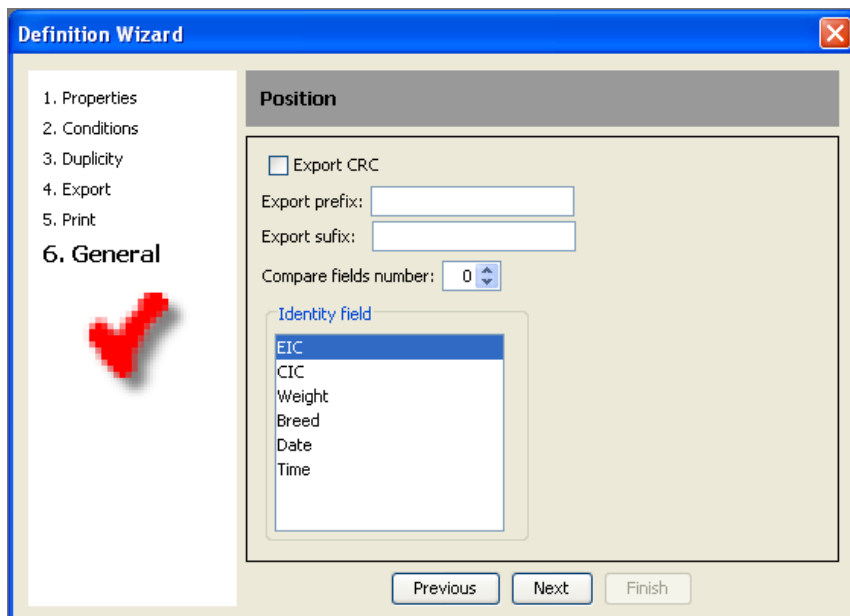 Definition Wizard
1. Properties
2. Conditions
3. Duplicity
4. Export
5. Print
6. General
Position
Export CRC
Export prefix:
Export sufix:
Compare fields number: 0
Identity field
EIC
CIC
Weight
Breed
Date
Time
Previous Next Finish